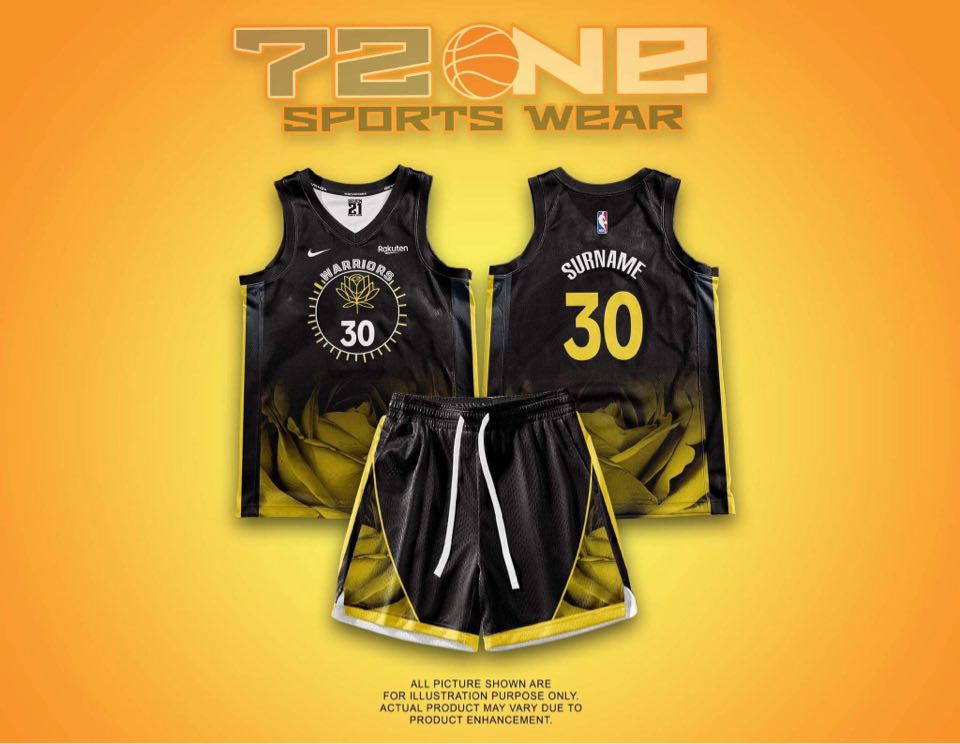 7ZONE
SPORTS WEAR
21
Rakuten
WARRIORS
30
SURNAME
30
ALL PICTURE SHOWN ARE
FOR ILLUSTRATION PURPOSE ONLY.
ACTUAL PRODUCT MAY VARY DUE TO
PRODUCT ENHANCEMENT.